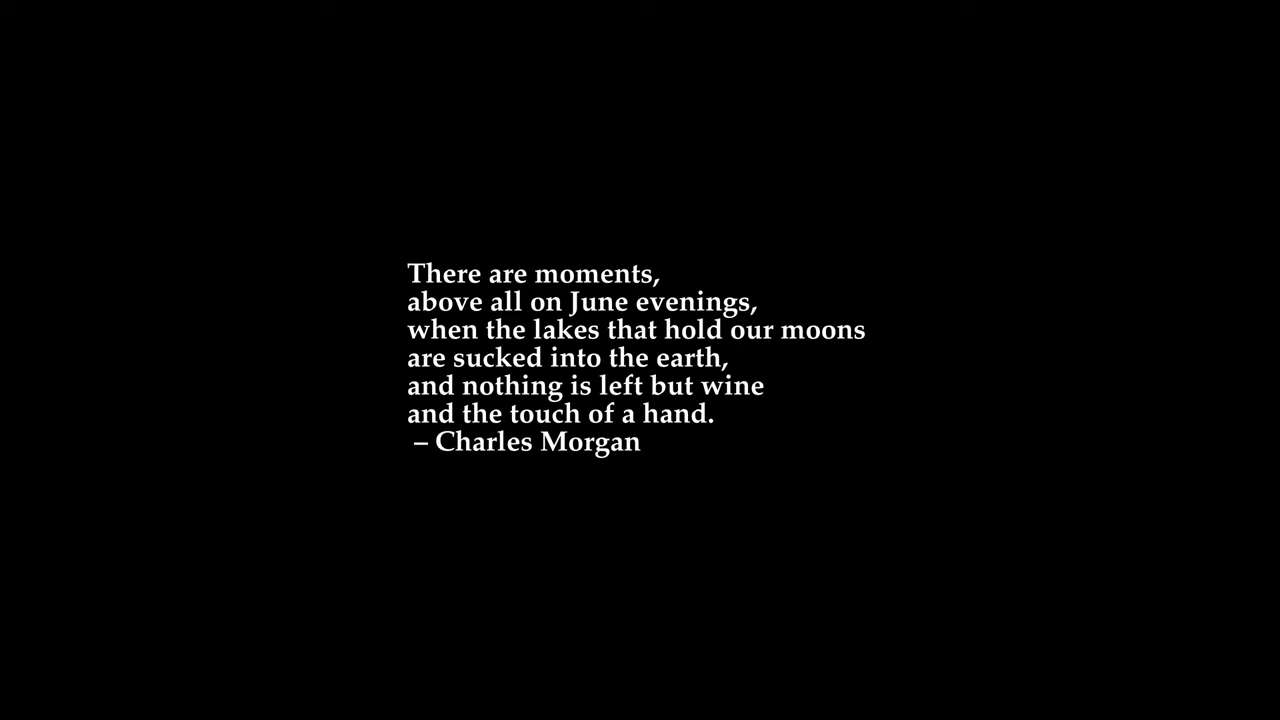 There are moments,
above all on June evenings,
when the lakes that hold our moons
are sucked into the earth,
and nothing is left but wine
and the touch of a hand.
– Charles Morgan